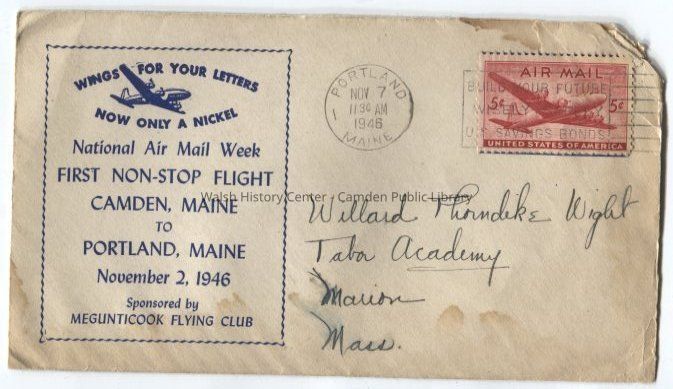 WINGS FOR YOUR LETTERS
NOW ONLY A NICKEL
National Air Mail Week
FIRST NON-STOP FLIGHT
CAMDEN, MAINE
TO
PORTLAND, MAINE
November 2, 1946
Sponsored by
MEGUNTICOOK FLYING CLUB
PORTLAND
NOV 7
11 30 AM
1946
MAINE
1
AIR MAIL
5¢ 5¢
UNITED STATES OF AMERICA
BUILD YOUR FUTURE
U.S. SAVINGS BONDS
Walsh History Center - Camden Public Library
Willard Thorndike Wight
Tabor Academy
Marion
Mass.